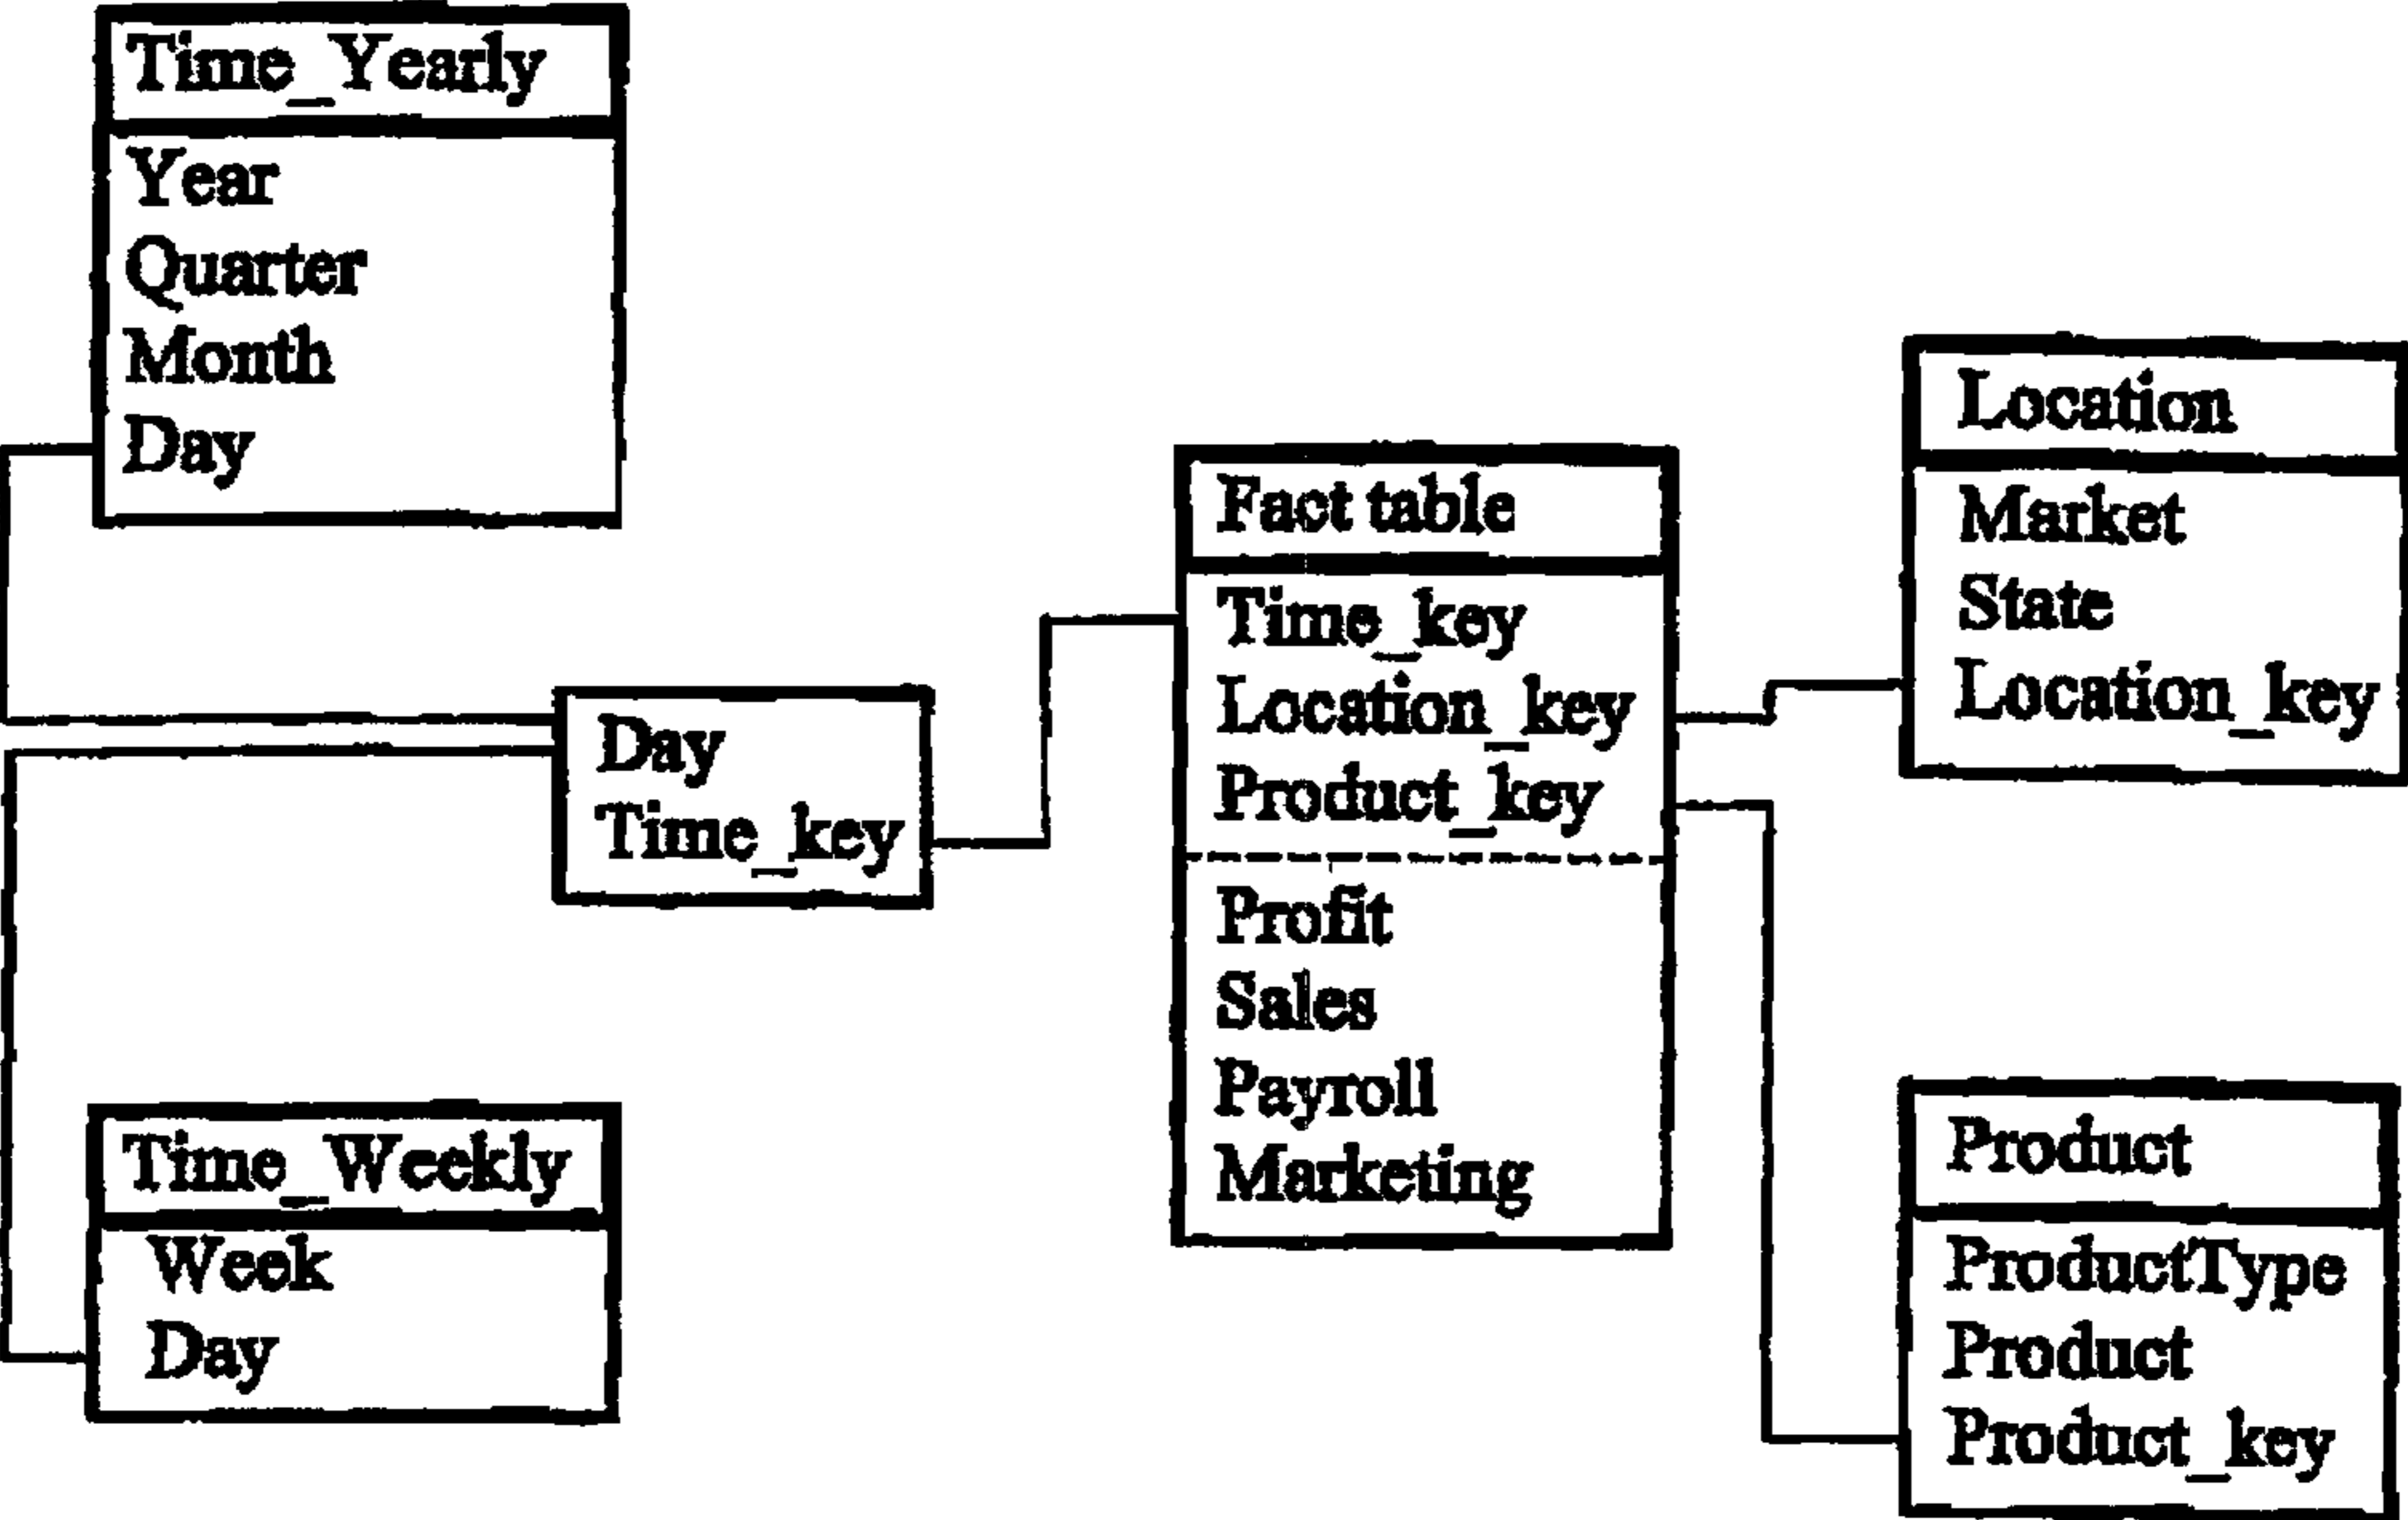 Time_Yearly
Year
Quarter
Month
Day
Day
Time_key
Time_Weekly
Week
Day
Fact table
Time_key
Location_key
Product_key
Profit
Sales
Payroll
Marketing
Location
Market
State
Location_key
Product
ProductType
Product
Product_key